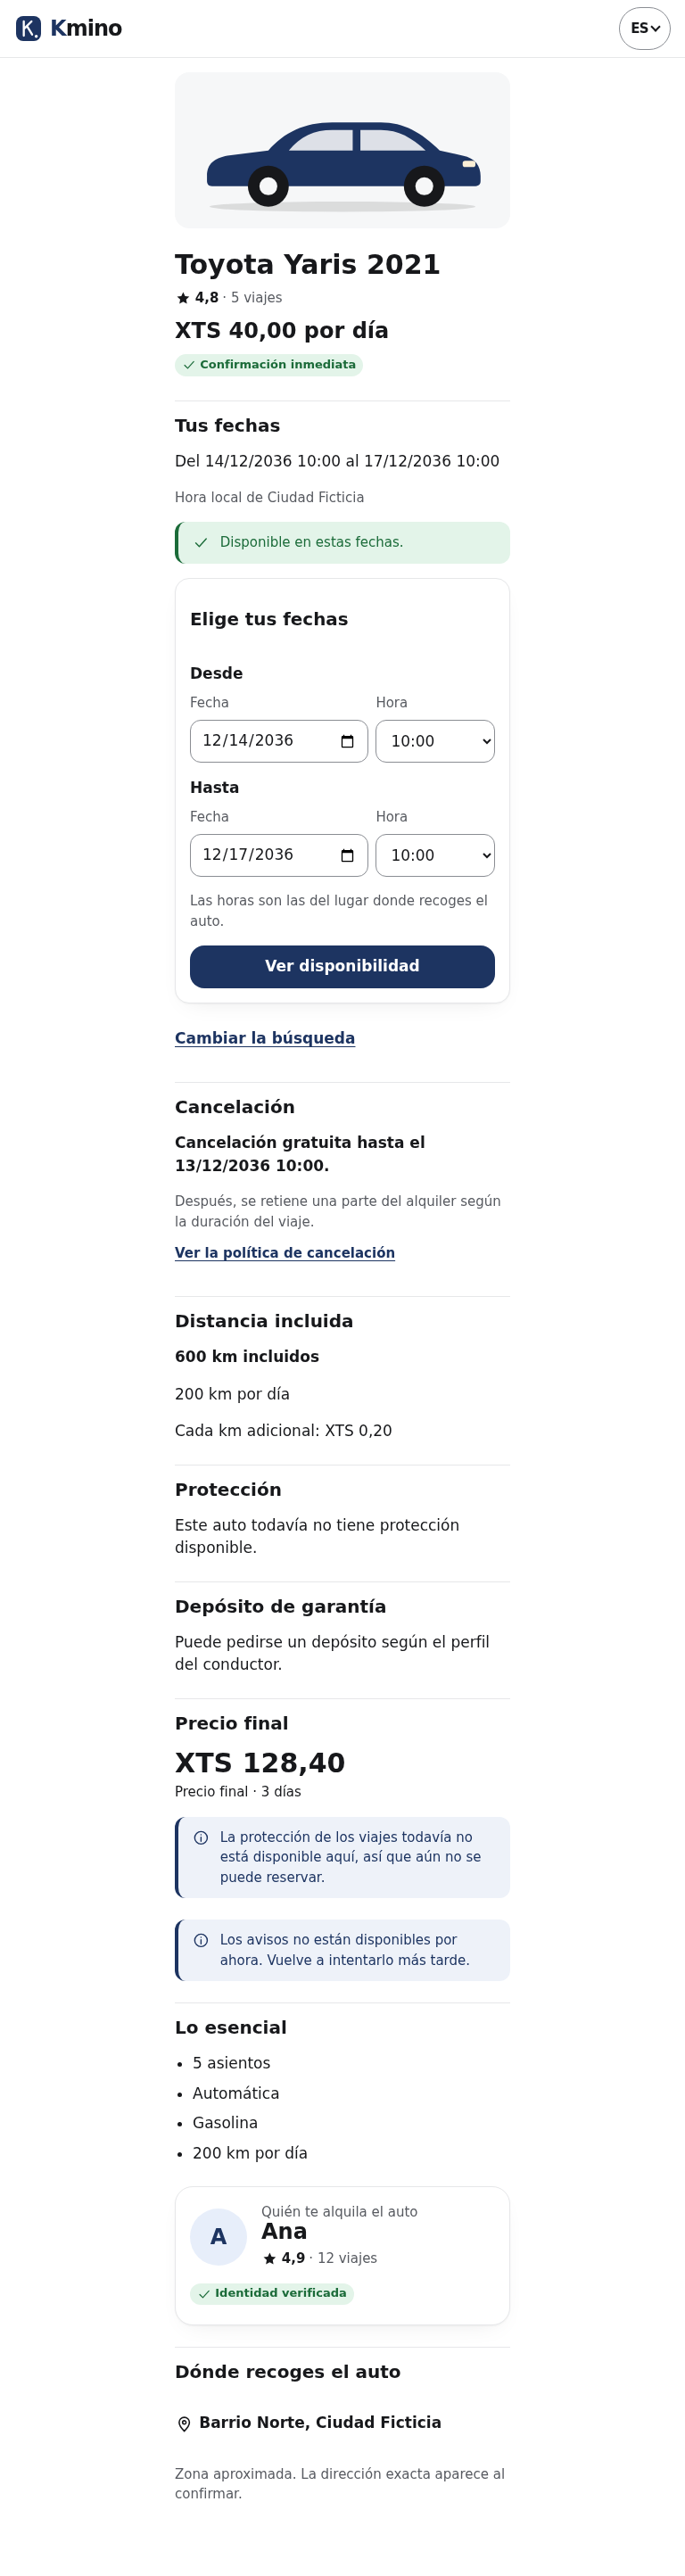 Kmino
ES
Toyota Yaris 2021
4,8 · 5 viajes
XTS 40,00 por día
Confirmación inmediata
Tus fechas
Del 14/12/2036 10:00 al 17/12/2036 10:00
Hora local de Ciudad Ficticia
Disponible en estas fechas.
Elige tus fechas
Desde
Fecha Hora
12/14/2036 10:00
Hasta
Fecha Hora
12/17/2036 10:00
Las horas son las del lugar donde recoges el
auto.
Ver disponibilidad
Cambiar la búsqueda
Cancelación
Cancelación gratuita hasta el
13/12/2036 10:00.
Después, se retiene una parte del alquiler según
la duración del viaje.
Ver la política de cancelación
Distancia incluida
600 km incluidos
200 km por día
Cada km adicional: XTS 0,20
Protección
Este auto todavía no tiene protección
disponible.
Depósito de garantía
Puede pedirse un depósito según el perfil
del conductor.
Precio final
XTS 128,40
Precio final · 3 días
La protección de los viajes todavía no
está disponible aquí, así que aún no se
puede reservar.
Los avisos no están disponibles por
ahora. Vuelve a intentarlo más tarde.
Lo esencial
• 5 asientos
• Automática
• Gasolina
• 200 km por día
A
Quién te alquila el auto
Ana
4,9 · 12 viajes
Identidad verificada
Dónde recoges el auto
Barrio Norte, Ciudad Ficticia
Zona aproximada. La dirección exacta aparece al
confirmar.